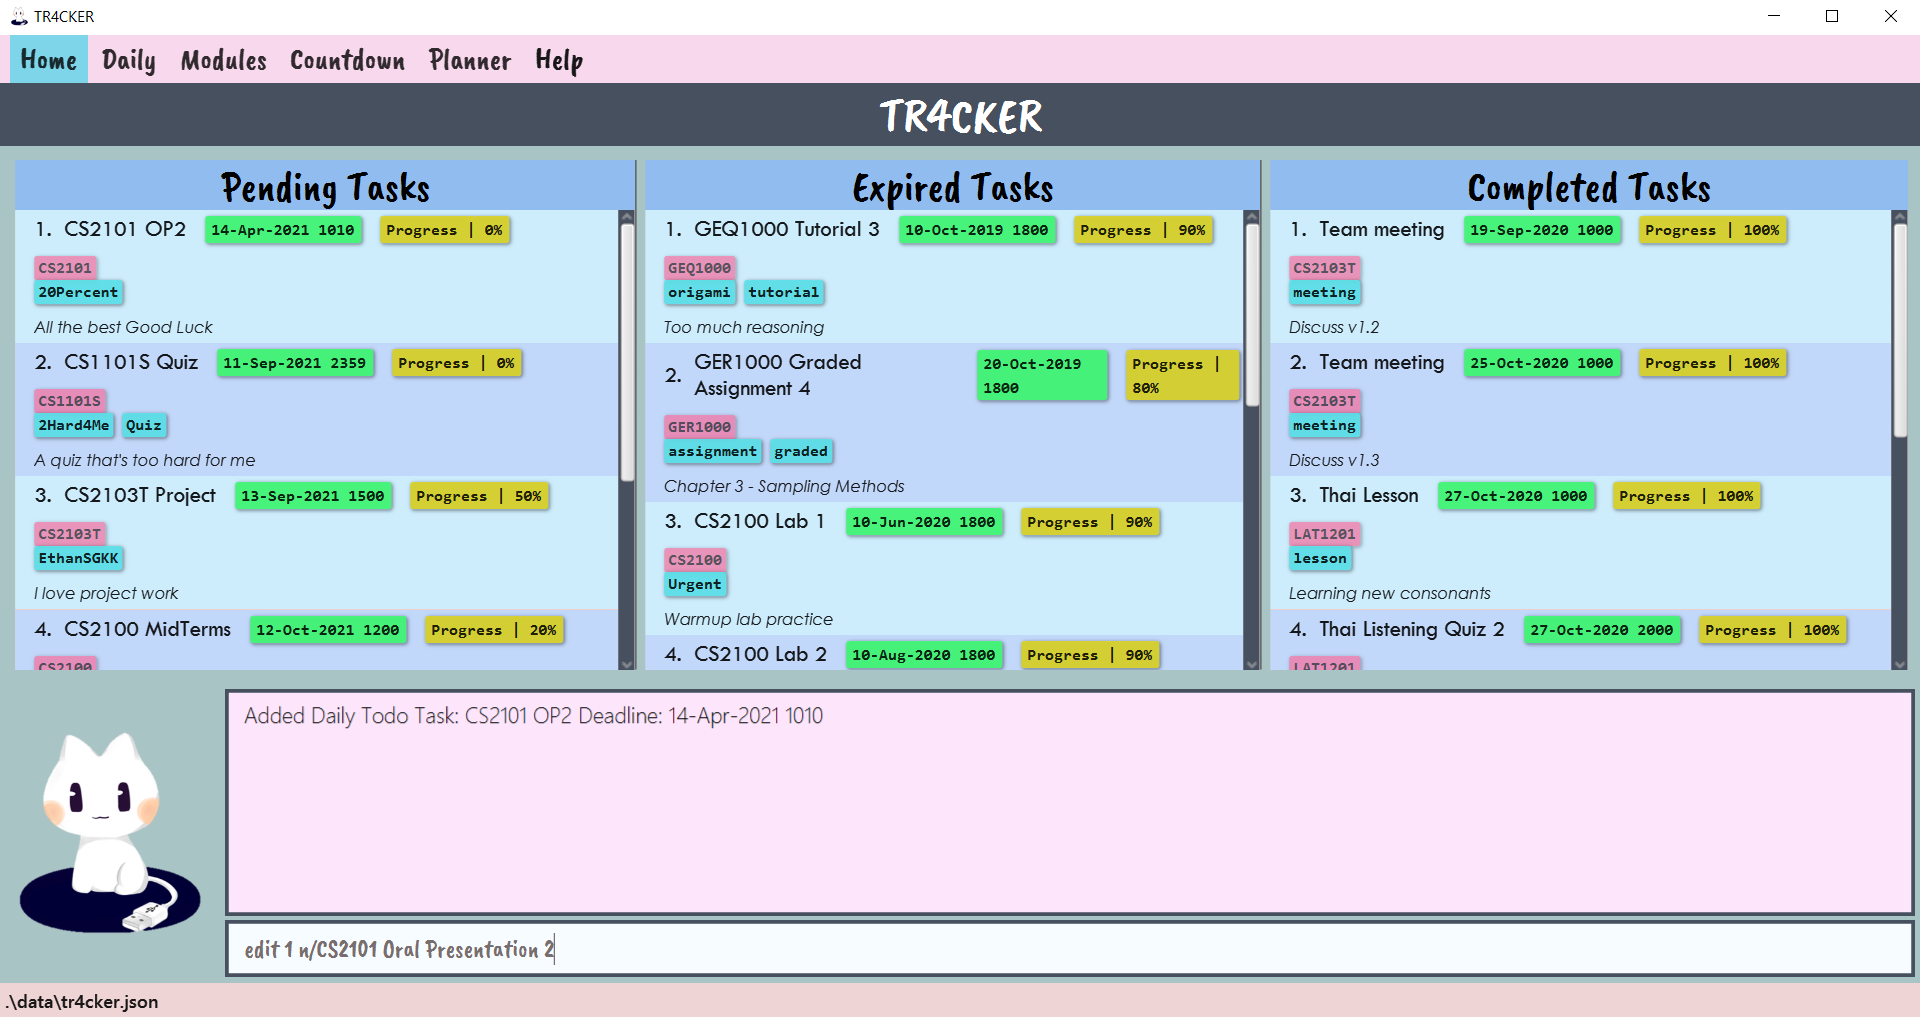 TR4CKER
Home Daily Modules Countdown Planner Help
TR4CKER
Pending Tasks
1. CS2101 OP2 14-Apr-2021 1010 Progress | 0%
CS2101
20Percent
All the best Good Luck
2. CS1101S Quiz 11-Sep-2021 2359 Progress | 0%
CS1101S
2Hard4Me Quiz
A quiz that's too hard for me
3. CS2103T Project 13-Sep-2021 1500 Progress | 50%
CS2103T
EthanSGKK
I love project work
4. CS2100 MidTerms 12-Oct-2021 1200 Progress | 20%
CS2100
Expired Tasks
1. GEQ1000 Tutorial 3 10-Oct-2019 1800 Progress | 90%
GEQ1000
origami tutorial
Too much reasoning
2. GER1000 Graded Assignment 4 20-Oct-2019 1800 Progress | 80%
GER1000
assignment graded
Chapter 3 - Sampling Methods
3. CS2100 Lab 1 10-Jun-2020 1800 Progress | 90%
CS2100
Urgent
Warmup lab practice
4. CS2100 Lab 2 10-Aug-2020 1800 Progress | 90%
Completed Tasks
1. Team meeting 19-Sep-2020 1000 Progress | 100%
CS2103T
meeting
Discuss v1.2
2. Team meeting 25-Oct-2020 1000 Progress | 100%
CS2103T
meeting
Discuss v1.3
3. Thai Lesson 27-Oct-2020 1000 Progress | 100%
LAT1201
lesson
Learning new consonants
4. Thai Listening Quiz 2 27-Oct-2020 2000 Progress | 100%
LAT1201
Added Daily Todo Task: CS2101 OP2 Deadline: 14-Apr-2021 1010
edit 1 n/CS2101 Oral Presentation 2
.\data\tr4cker.json